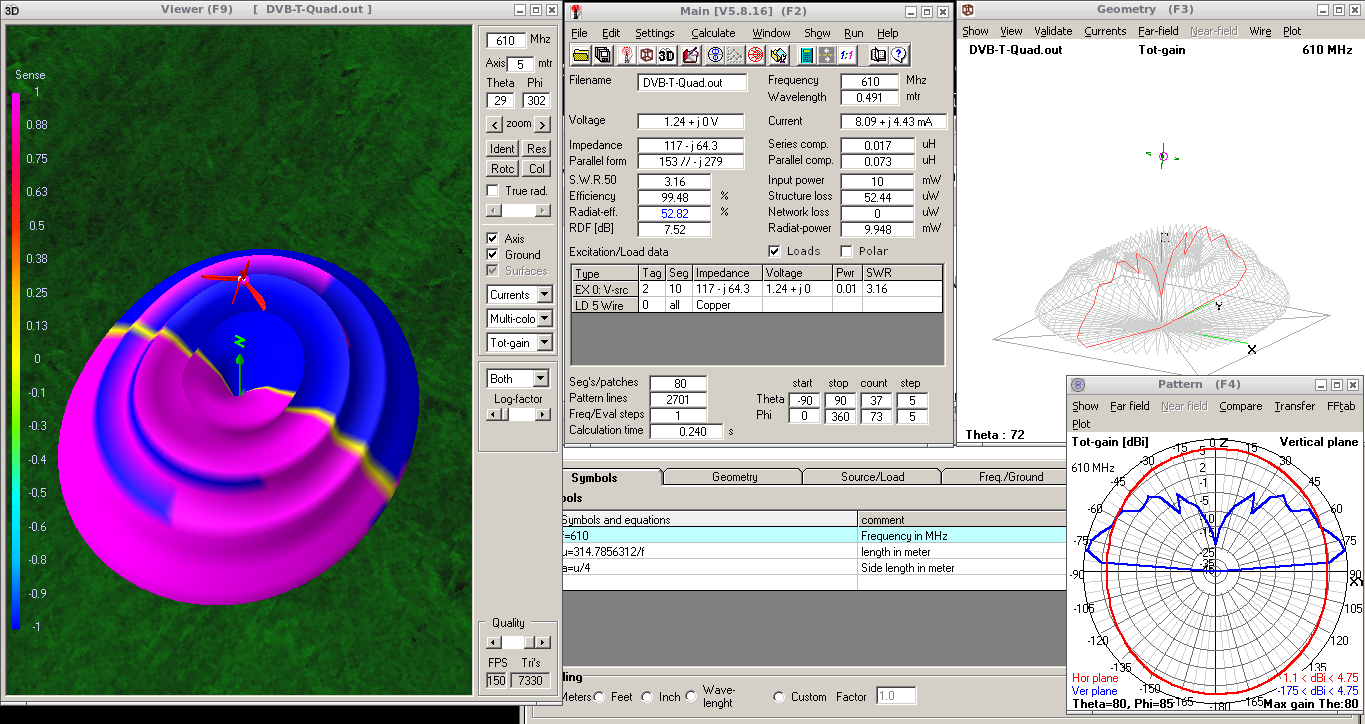 3D Viewer (F9) [ DVB-T-Quad.out ]
Sense
1
0.88
0.75
0.63
0.5
0.38
0.25
0.13
0
-0.1
-0.3
-0.4
-0.5
-0.6
-0.8
-0.9
-1
N
610 Mhz
Axis 5 mtr
Theta Phi
29 302
< zoom >
Ident Res
Rotc Col
True rad.
Axis
Ground
Surfaces
Currents
Multi-colo
Tot-gain
Both
Log-factor
Quality
FPS Tri's
150 7330
Main [V5.8.16] (F2)
File Edit Settings Calculate Window Show Run Help
3D 1:1
Filename DVB-T-Quad.out Frequency 610 Mhz
Wavelength 0.491 mtr
Voltage 1.24 + j 0 V Current 8.09 + j 4.43 mA
Impedance 117 - j 64.3 Series comp. 0.017 uH
Parallel form 153 // - j 279 Parallel comp. 0.073 uH
S.W.R.50 3.16 Input power 10 mW
Efficiency 99.48 % Structure loss 52.44 uW
Radiat-eff. 52.82 % Network loss 0 uW
RDF [dB] 7.52 Radiat-power 9.948 mW
Excitation/Load data Loads Polar
Type Tag Seg Impedance Voltage Pwr SWR
EX 0: V-src 2 10 117 - j 64.3 1.24 + j 0 0.01 3.16
LD 5 Wire 0 all Copper
Seg's/patches 80 start stop count step
Pattern lines 2701 Theta -90 90 37 5
Freq/Eval steps 1 Phi 0 360 73 5
Calculation time 0.240 s
Symbols Geometry Source/Load Freq./Ground
ols
Symbols and equations comment
f=610 Frequency in MHz
u=314.7856312/f length in meter
a=u/4 Side length in meter
ling
Meters Feet Inch Wave-lenght Custom Factor 1.0
Geometry (F3)
Show View Validate Currents Far-field Near-field Wire Plot
DVB-T-Quad.out Tot-gain 610 MHz
Y
X
Theta : 72
Pattern (F4)
Show Far field Near field Compare Transfer FFtab
Plot
Tot-gain [dBi] 0 Z Vertical plane
610 MHz
-15 15
-30 30
-45 45
-60 60
-75 75
-90 90
XY
-105 105
-120 120
-135 135
-150 150
-165 165
-180
5
2
-1
-5
-10
-15
-25
Hor plane -1.1 < dBi < 4.75
Ver plane -175 < dBi < 4.75
Theta=80, Phi=85 Max gain The:80